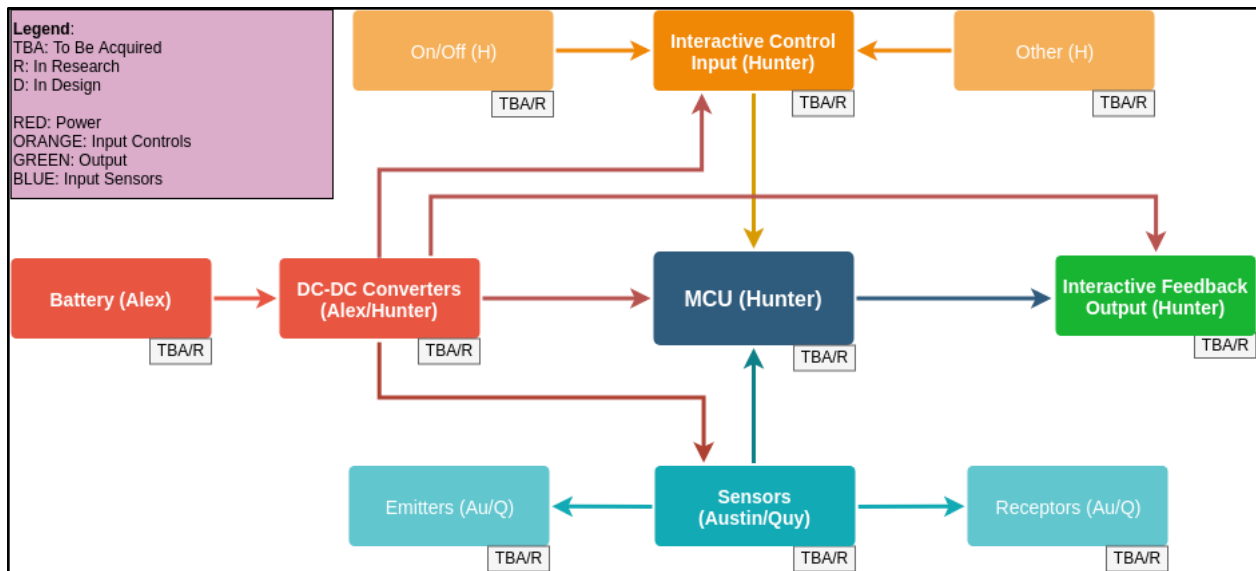 Legend:
TBA: To Be Acquired
R: In Research
D: In Design
RED: Power
ORANGE: Input Controls
GREEN: Output
BLUE: Input Sensors
On/Off (H)
TBA/R
Interactive Control
Input (Hunter)
TBA/R
Other (H)
TBA/R
Battery (Alex)
TBA/R
DC-DC Converters
(Alex/Hunter)
TBA/R
MCU (Hunter)
TBA/R
Interactive Feedback
Output (Hunter)
TBA/R
Emitters (Au/Q)
TBA/R
Sensors
(Austin/Quy)
TBA/R
Receptors (Au/Q)
TBA/R